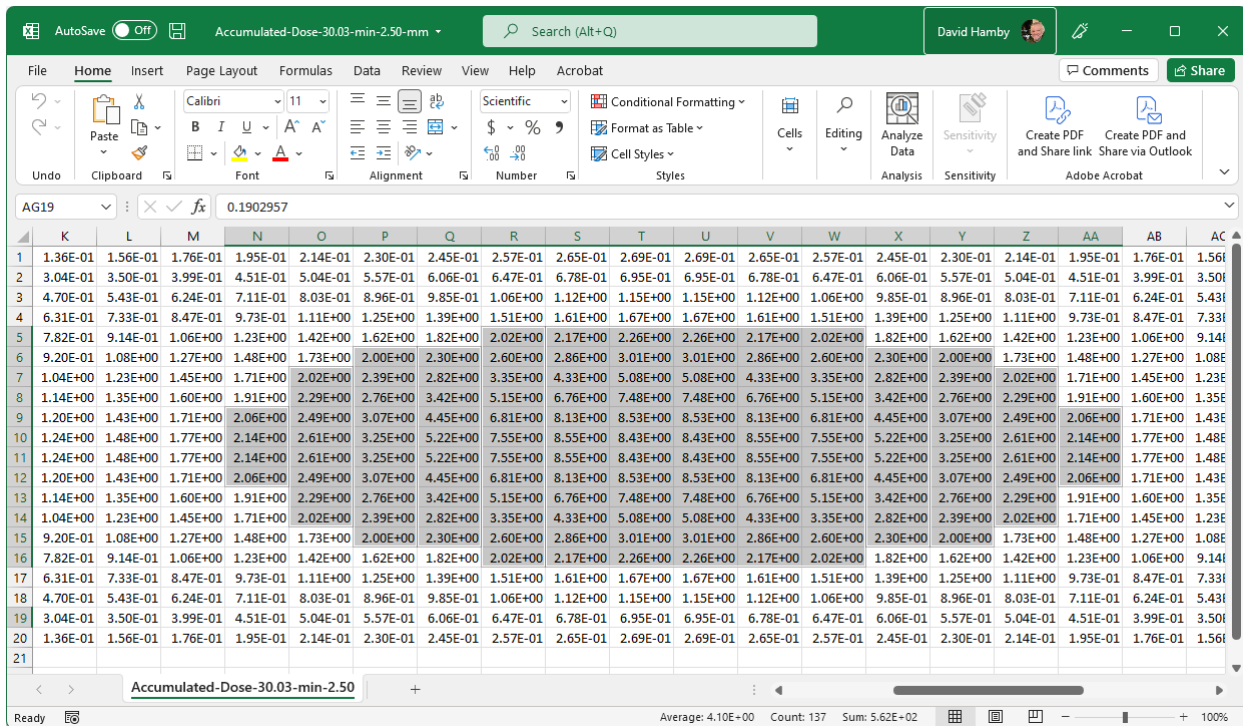 AutoSave Off Accumulated-Dose-30.03-min-2.50-mm Search (Alt+Q) David Hamby
File Home Insert Page Layout Formulas Data Review View Help Acrobat Comments Share
Calibri 11 Scientific Conditional Formatting
Paste B I U A A A $ % 9 Format as Table Cells Editing Analyze Data Sensitivity Create PDF and Share link Create PDF and Share via Outlook
Cell Styles
Undo Clipboard Font Alignment Number Styles Analysis Sensitivity Adobe Acrobat
AG19 fx 0.1902957
K L M N O P Q R S T U V W X Y Z AA AB AC
1 1.36E-01 1.56E-01 1.76E-01 1.95E-01 2.14E-01 2.30E-01 2.45E-01 2.57E-01 2.65E-01 2.69E-01 2.69E-01 2.65E-01 2.57E-01 2.45E-01 2.30E-01 2.14E-01 1.95E-01 1.76E-01 1.56E
2 3.04E-01 3.50E-01 3.99E-01 4.51E-01 5.04E-01 5.57E-01 6.06E-01 6.47E-01 6.78E-01 6.95E-01 6.95E-01 6.78E-01 6.47E-01 6.06E-01 5.57E-01 5.04E-01 4.51E-01 3.99E-01 3.50E
3 4.70E-01 5.43E-01 6.24E-01 7.11E-01 8.03E-01 8.96E-01 9.85E-01 1.06E+00 1.12E+00 1.15E+00 1.15E+00 1.12E+00 1.06E+00 9.85E-01 8.96E-01 8.03E-01 7.11E-01 6.24E-01 5.43E
4 6.31E-01 7.33E-01 8.47E-01 9.73E-01 1.11E+00 1.25E+00 1.39E+00 1.51E+00 1.61E+00 1.67E+00 1.67E+00 1.61E+00 1.51E+00 1.39E+00 1.25E+00 1.11E+00 9.73E-01 8.47E-01 7.33E
5 7.82E-01 9.14E-01 1.06E+00 1.23E+00 1.42E+00 1.62E+00 1.82E+00 2.02E+00 2.17E+00 2.26E+00 2.26E+00 2.17E+00 2.02E+00 1.82E+00 1.62E+00 1.42E+00 1.23E+00 1.06E+00 9.14E
6 9.20E-01 1.08E+00 1.27E+00 1.48E+00 1.73E+00 2.00E+00 2.30E+00 2.60E+00 2.86E+00 3.01E+00 3.01E+00 2.86E+00 2.60E+00 2.30E+00 2.00E+00 1.73E+00 1.48E+00 1.27E+00 1.08E
7 1.04E+00 1.23E+00 1.45E+00 1.71E+00 2.02E+00 2.39E+00 2.82E+00 3.35E+00 4.33E+00 5.08E+00 5.08E+00 4.33E+00 3.35E+00 2.82E+00 2.39E+00 2.02E+00 1.71E+00 1.45E+00 1.23E
8 1.14E+00 1.35E+00 1.60E+00 1.91E+00 2.29E+00 2.76E+00 3.42E+00 5.15E+00 6.76E+00 7.48E+00 7.48E+00 6.76E+00 5.15E+00 3.42E+00 2.76E+00 2.29E+00 1.91E+00 1.60E+00 1.35E
9 1.20E+00 1.43E+00 1.71E+00 2.06E+00 2.49E+00 3.07E+00 4.45E+00 6.81E+00 8.13E+00 8.53E+00 8.53E+00 8.13E+00 6.81E+00 4.45E+00 3.07E+00 2.49E+00 2.06E+00 1.71E+00 1.43E
10 1.24E+00 1.48E+00 1.77E+00 2.14E+00 2.61E+00 3.25E+00 5.22E+00 7.55E+00 8.55E+00 8.43E+00 8.43E+00 8.55E+00 7.55E+00 5.22E+00 3.25E+00 2.61E+00 2.14E+00 1.77E+00 1.48E
11 1.24E+00 1.48E+00 1.77E+00 2.14E+00 2.61E+00 3.25E+00 5.22E+00 7.55E+00 8.55E+00 8.43E+00 8.43E+00 8.55E+00 7.55E+00 5.22E+00 3.25E+00 2.61E+00 2.14E+00 1.77E+00 1.48E
12 1.20E+00 1.43E+00 1.71E+00 2.06E+00 2.49E+00 3.07E+00 4.45E+00 6.81E+00 8.13E+00 8.53E+00 8.53E+00 8.13E+00 6.81E+00 4.45E+00 3.07E+00 2.49E+00 2.06E+00 1.71E+00 1.43E
13 1.14E+00 1.35E+00 1.60E+00 1.91E+00 2.29E+00 2.76E+00 3.42E+00 5.15E+00 6.76E+00 7.48E+00 7.48E+00 6.76E+00 5.15E+00 3.42E+00 2.76E+00 2.29E+00 1.91E+00 1.60E+00 1.35E
14 1.04E+00 1.23E+00 1.45E+00 1.71E+00 2.02E+00 2.39E+00 2.82E+00 3.35E+00 4.33E+00 5.08E+00 5.08E+00 4.33E+00 3.35E+00 2.82E+00 2.39E+00 2.02E+00 1.71E+00 1.45E+00 1.23E
15 9.20E-01 1.08E+00 1.27E+00 1.48E+00 1.73E+00 2.00E+00 2.30E+00 2.60E+00 2.86E+00 3.01E+00 3.01E+00 2.86E+00 2.60E+00 2.30E+00 2.00E+00 1.73E+00 1.48E+00 1.27E+00 1.08E
16 7.82E-01 9.14E-01 1.06E+00 1.23E+00 1.42E+00 1.62E+00 1.82E+00 2.02E+00 2.17E+00 2.26E+00 2.26E+00 2.17E+00 2.02E+00 1.82E+00 1.62E+00 1.42E+00 1.23E+00 1.06E+00 9.14E
17 6.31E-01 7.33E-01 8.47E-01 9.73E-01 1.11E+00 1.25E+00 1.39E+00 1.51E+00 1.61E+00 1.67E+00 1.67E+00 1.61E+00 1.51E+00 1.39E+00 1.25E+00 1.11E+00 9.73E-01 8.47E-01 7.33E
18 4.70E-01 5.43E-01 6.24E-01 7.11E-01 8.03E-01 8.96E-01 9.85E-01 1.06E+00 1.12E+00 1.15E+00 1.15E+00 1.12E+00 1.06E+00 9.85E-01 8.96E-01 8.03E-01 7.11E-01 6.24E-01 5.43E
19 3.04E-01 3.50E-01 3.99E-01 4.51E-01 5.04E-01 5.57E-01 6.06E-01 6.47E-01 6.78E-01 6.95E-01 6.95E-01 6.78E-01 6.47E-01 6.06E-01 5.57E-01 5.04E-01 4.51E-01 3.99E-01 3.50E
20 1.36E-01 1.56E-01 1.76E-01 1.95E-01 2.14E-01 2.30E-01 2.45E-01 2.57E-01 2.65E-01 2.69E-01 2.69E-01 2.65E-01 2.57E-01 2.45E-01 2.30E-01 2.14E-01 1.95E-01 1.76E-01 1.56E
21
Accumulated-Dose-30.03-min-2.50 +
Ready Average: 4.10E+00 Count: 137 Sum: 5.62E+02 - + 100%